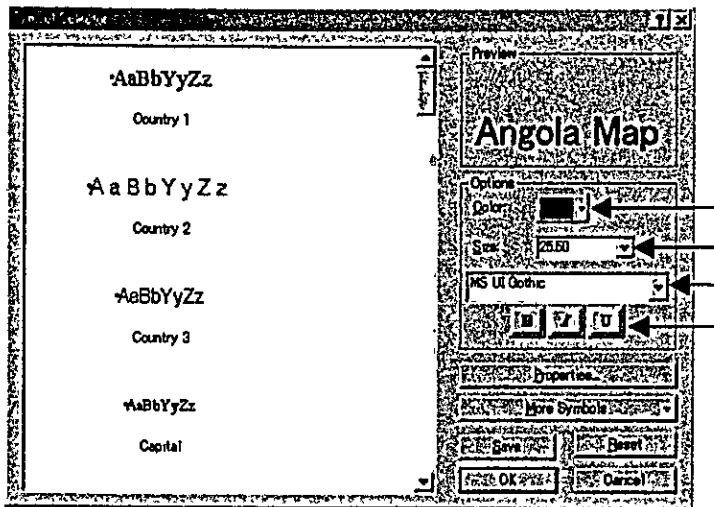 AaBbYyZz
Country 1
AaBbYyZz
Country 2
AaBbYyZz
Country 3
AaBbYyZz
Capital
Preview
Angola Map
Options
Color:
Size:
25.50
MS UI Gothic
B I U
Properties...
More Symbols
Save
Reset
OK
Cancel